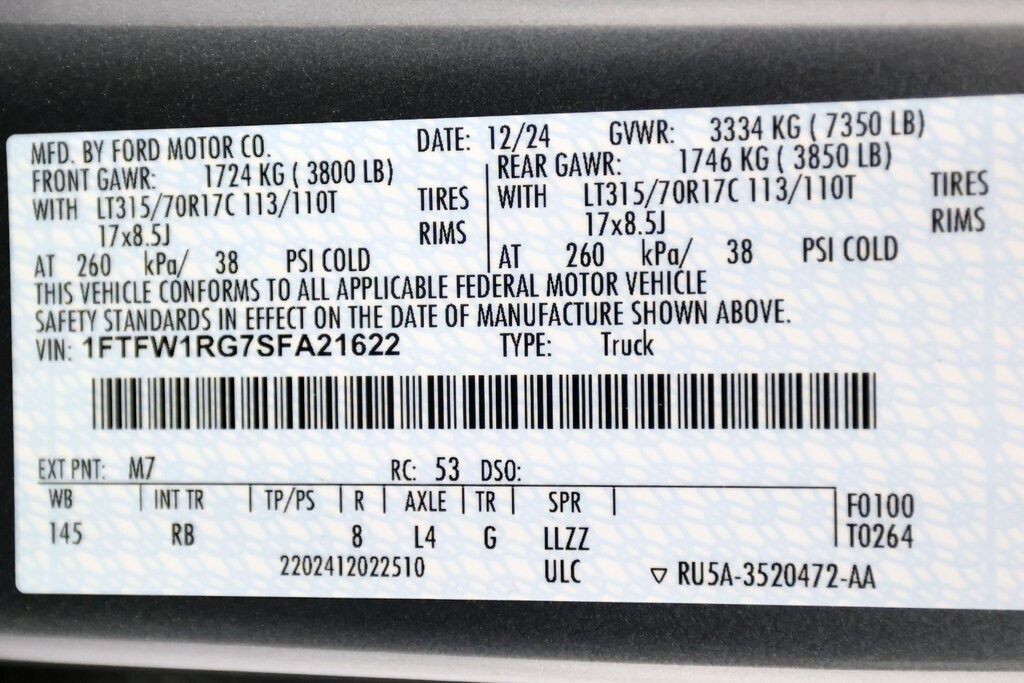 MFD. BY FORD MOTOR CO. DATE: 12/24 GVWR: 3334 KG ( 7350 LB)
FRONT GAWR: 1724 KG ( 3800 LB) REAR GAWR: 1746 KG ( 3850 LB)
WITH LT315/70R17C 113/110T TIRES WITH LT315/70R17C 113/110T TIRES
17x8.5J RIMS 17x8.5J RIMS
AT 260 kPa/ 38 PSI COLD AT 260 kPa/ 38 PSI COLD
THIS VEHICLE CONFORMS TO ALL APPLICABLE FEDERAL MOTOR VEHICLE
SAFETY STANDARDS IN EFFECT ON THE DATE OF MANUFACTURE SHOWN ABOVE.
VIN: 1FTFW1RG7SFA21622 TYPE: Truck
EXT PNT: M7 RC: 53 DSO:
WB INT TR TP/PS R AXLE TR SPR F0100
145 RB 8 L4 G LLZZ T0264
2202412022510 ULC ▽ RU5A-3520472-AA